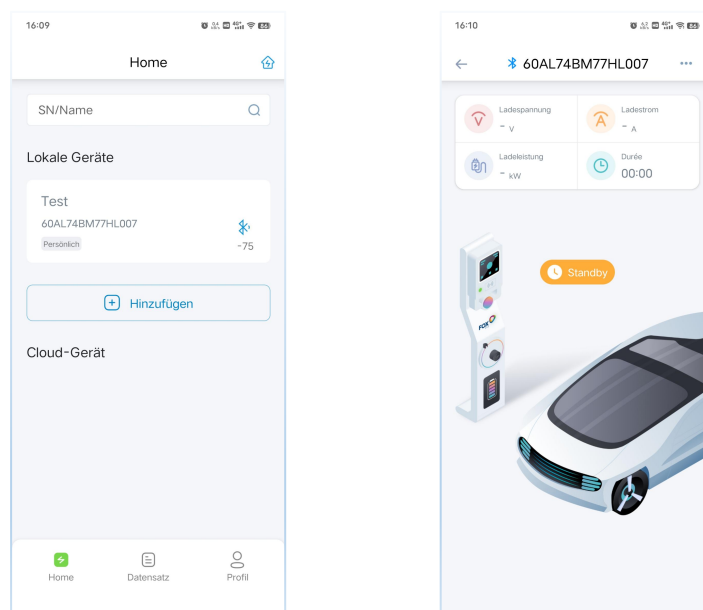 16:09
Home
SN/Name
Lokale Geräte
Test
60AL74BM77HL007
Persönlich
-75
Hinzufügen
Cloud-Gerät
Home
Datensatz
Profil
16:10
60AL74BM77HL007
Ladespannung
- V
Ladestrom
- A
Ladeleistung
- kW
Durée
00:00
Standby
FOX